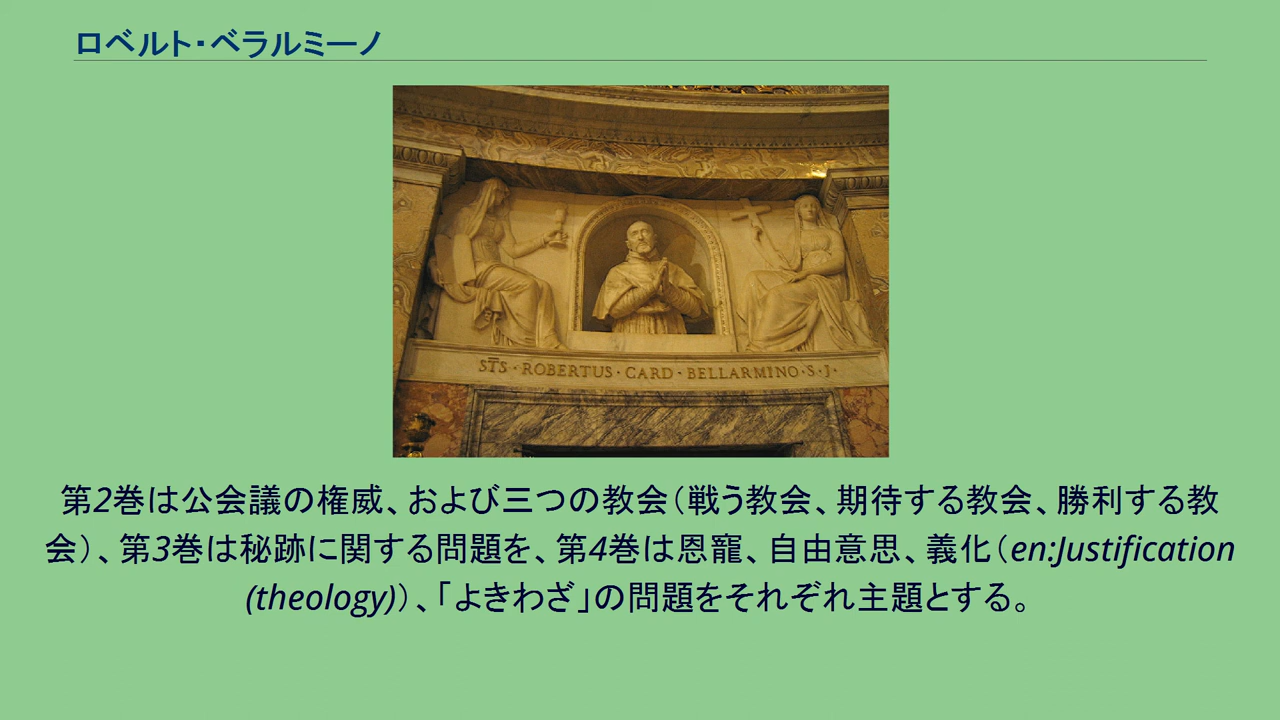 ロベルト・ベラルミーノ
STS・ROBERTUS・CARD・BELLARMINO・S・J・
第2巻は公会議の権威、および三つの教会（戦う教会、期待する教会、勝利する教
会）、第3巻は秘跡に関する問題を、第4巻は恩寵、自由意思、義化（en:Justification
(theology)）、「よきわざ」の問題をそれぞれ主題とする。